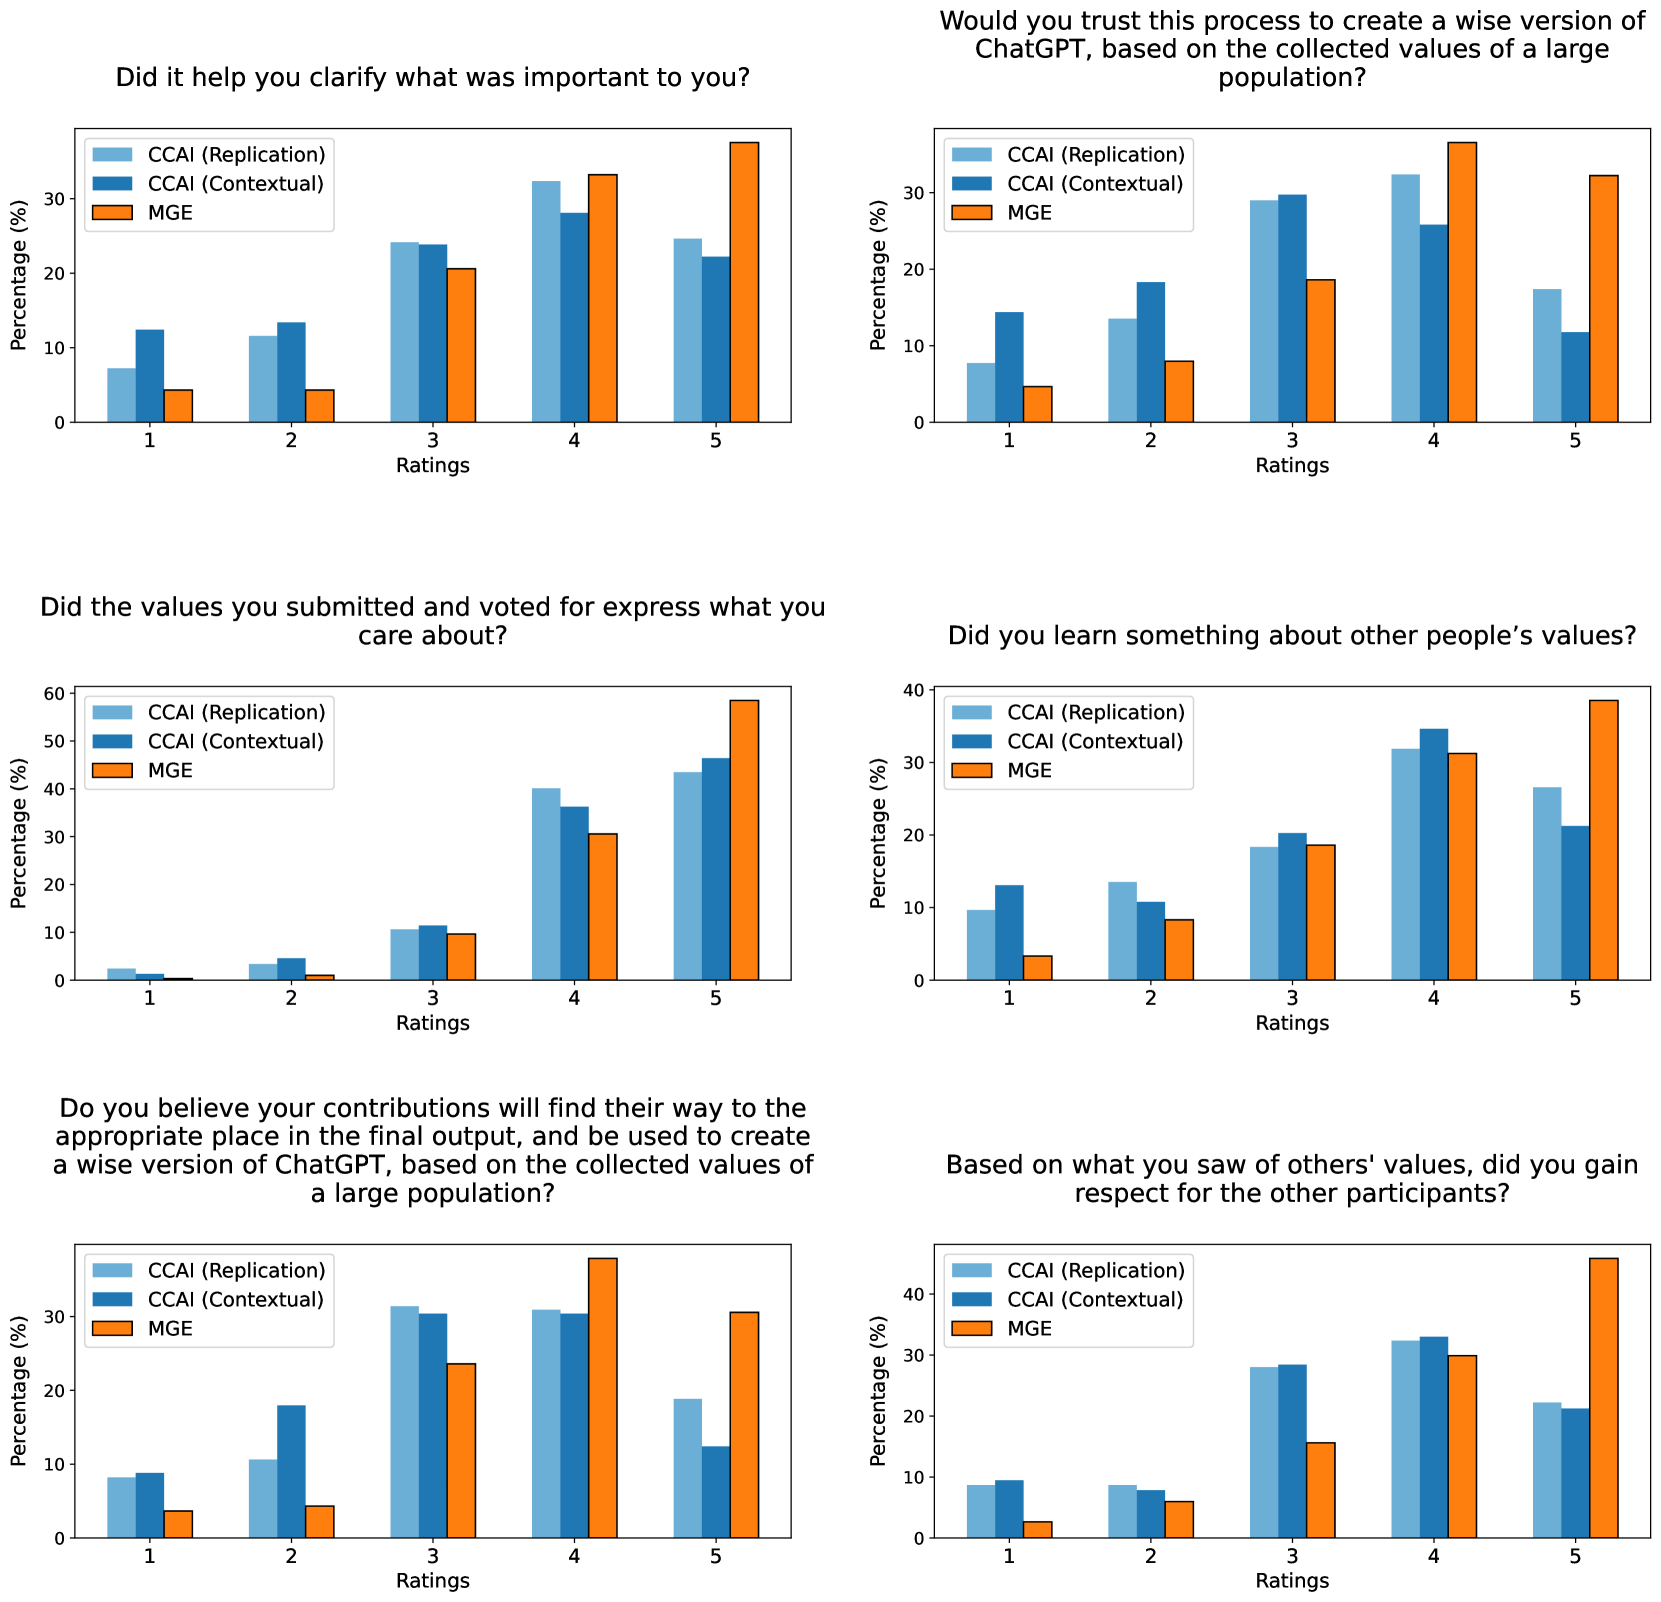 Did it help you clarify what was important to you?
CCAI (Replication)
CCAI (Contextual)
MGE
Percentage (%)
30
20
10
0
1 2 3 4 5
Ratings
Would you trust this process to create a wise version of
ChatGPT, based on the collected values of a large
population?
CCAI (Replication)
CCAI (Contextual)
MGE
Percentage (%)
30
20
10
0
1 2 3 4 5
Ratings
Did the values you submitted and voted for express what you
care about?
CCAI (Replication)
CCAI (Contextual)
MGE
Percentage (%)
60
50
40
30
20
10
0
1 2 3 4 5
Ratings
Did you learn something about other people’s values?
CCAI (Replication)
CCAI (Contextual)
MGE
Percentage (%)
40
30
20
10
0
1 2 3 4 5
Ratings
Do you believe your contributions will find their way to the
appropriate place in the final output, and be used to create
a wise version of ChatGPT, based on the collected values of
a large population?
CCAI (Replication)
CCAI (Contextual)
MGE
Percentage (%)
30
20
10
0
1 2 3 4 5
Ratings
Based on what you saw of others' values, did you gain
respect for the other participants?
CCAI (Replication)
CCAI (Contextual)
MGE
Percentage (%)
40
30
20
10
0
1 2 3 4 5
Ratings